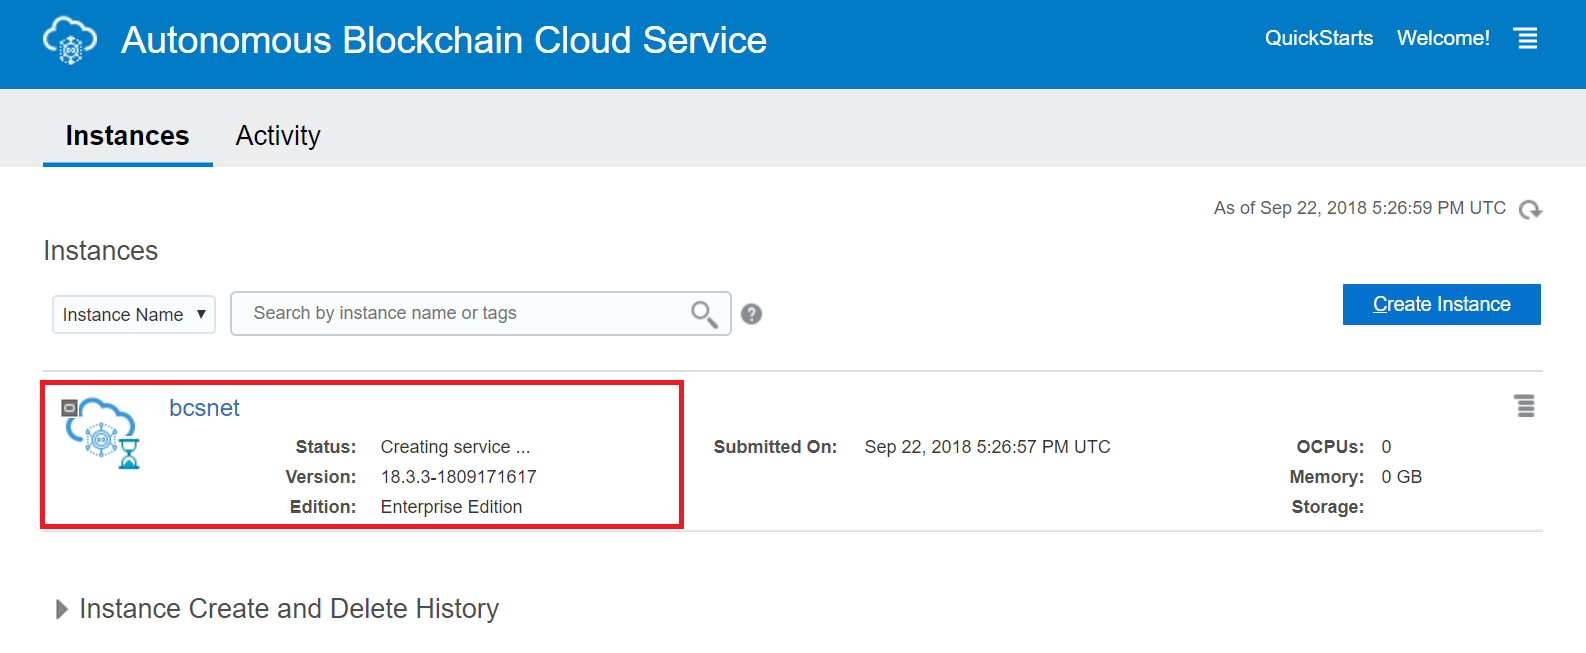 Autonomous Blockchain Cloud Service
QuickStarts Welcome!
Instances Activity
As of Sep 22, 2018 5:26:59 PM UTC
Instances
Instance Name Search by instance name or tags ?
Create Instance
bcsnet
Status: Creating service ... Submitted On: Sep 22, 2018 5:26:57 PM UTC OCPUs: 0
Version: 18.3.3-1809171617 Memory: 0 GB
Edition: Enterprise Edition Storage:
Instance Create and Delete History